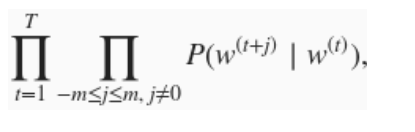 ∏_{t=1}^{T} ∏_{−m≤j≤m, j≠0} P(w^{(t+j)} | w^{(t)}),